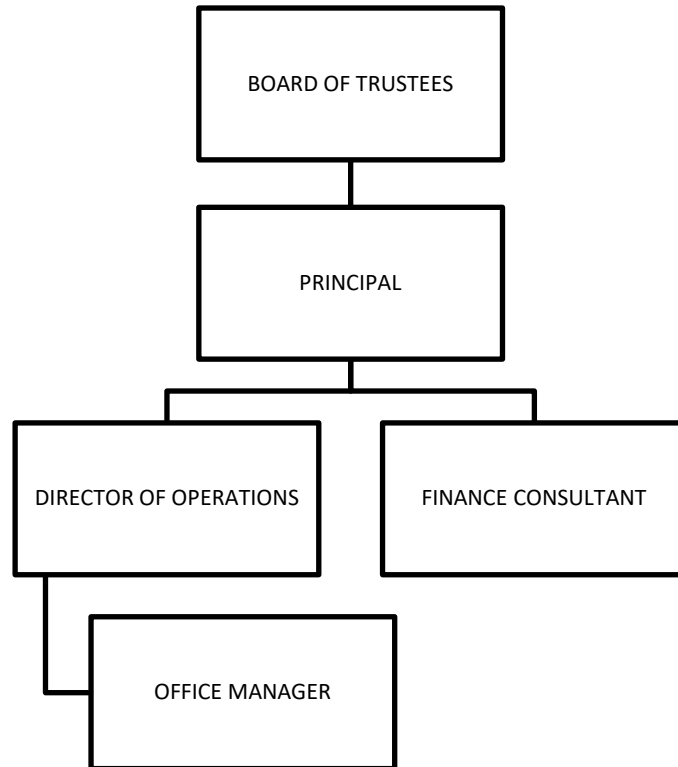 BOARD OF TRUSTEES
PRINCIPAL
DIRECTOR OF OPERATIONS
FINANCE CONSULTANT
OFFICE MANAGER